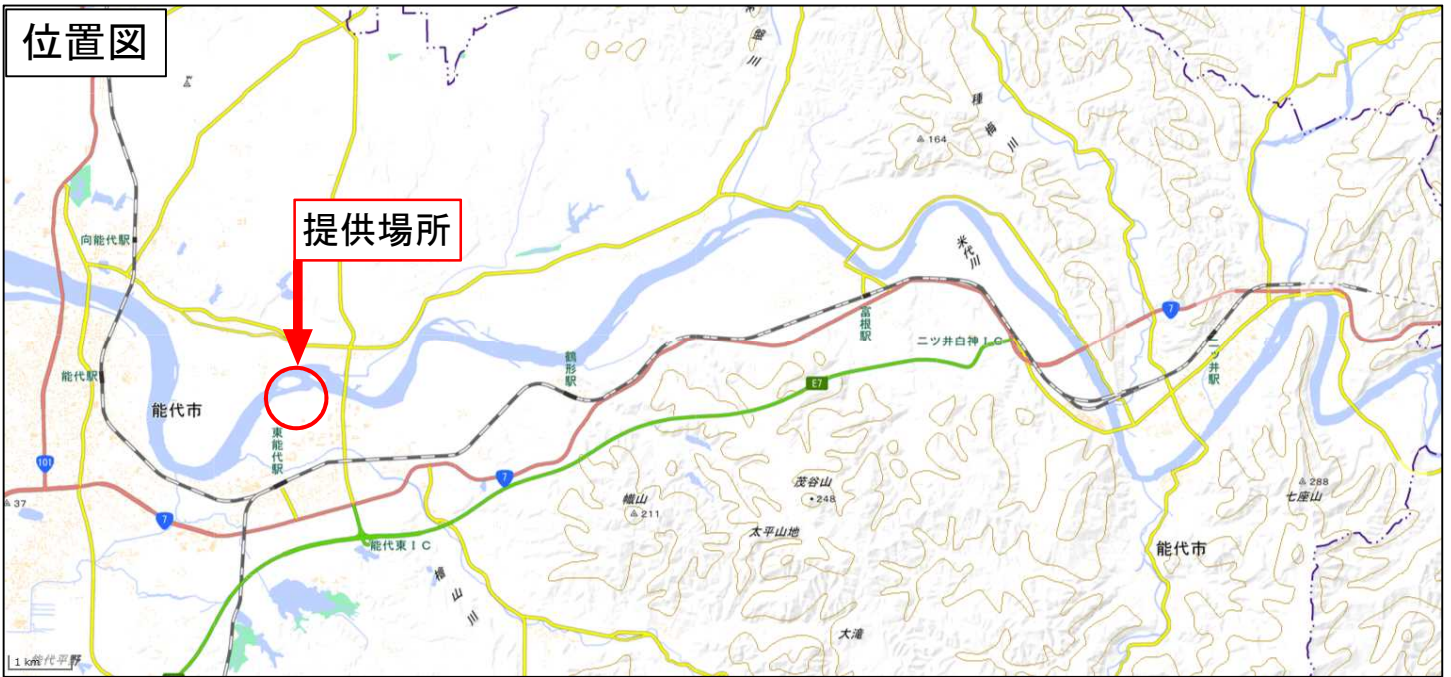 位置図
常盤川
種梅川
164
提供場所
向能代駅
米代川
富根駅
7
二ツ井白神IC
二ツ井駅
鶴形駅
能代駅
E7
能代市
東能代駅
101
7
茂谷山
248
288
七座山
37
7
211
太平山地
能代東IC
能代市
檜山川
大滝
1 km
能代平野